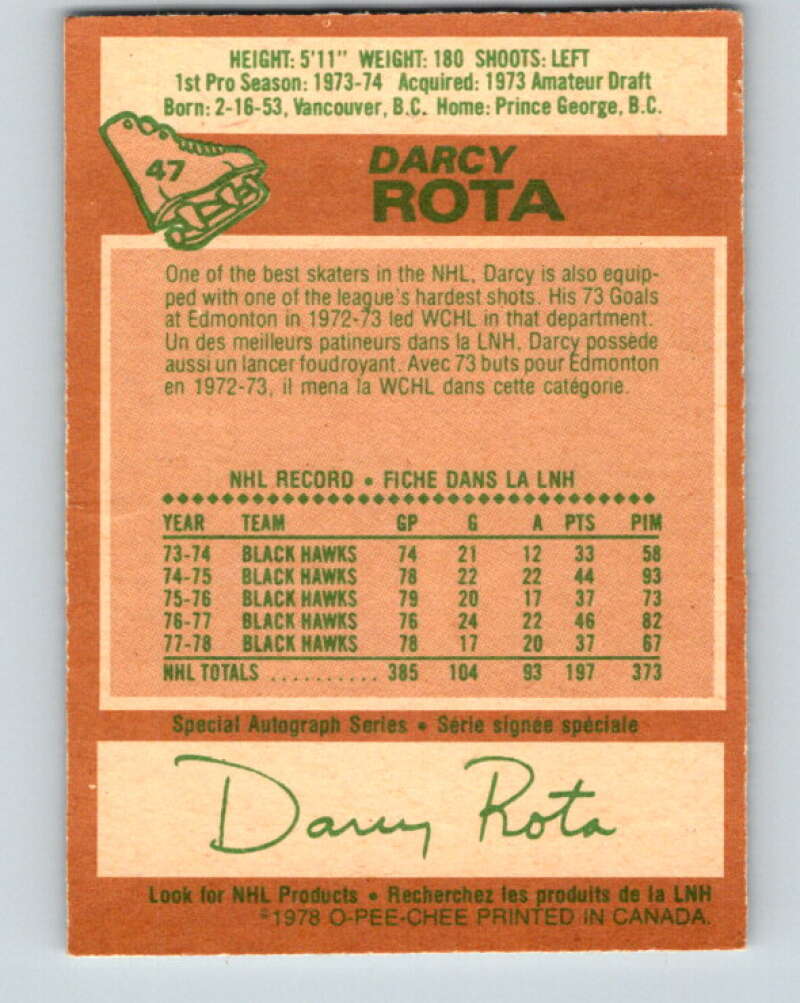 HEIGHT: 5'11" WEIGHT: 180 SHOOTS: LEFT
1st Pro Season: 1973-74 Acquired: 1973 Amateur Draft
Born: 2-16-53, Vancouver, B.C. Home: Prince George, B.C.
47
DARCY
ROTA
One of the best skaters in the NHL, Darcy is also equip-
ped with one of the league's hardest shots. His 73 Goals
at Edmonton in 1972-73 led WCHL in that department.
Un des meilleurs patineurs dans la LNH, Darcy possède
aussi un lancer foudroyant. Avec 73 buts pour Edmonton
en 1972-73, il mena la WCHL dans cette catégorie.
NHL RECORD • FICHE DANS LA LNH
YEAR TEAM GP G A PTS PIM
73-74 BLACK HAWKS 74 21 12 33 58
74-75 BLACK HAWKS 78 22 22 44 93
75-76 BLACK HAWKS 79 20 17 37 73
76-77 BLACK HAWKS 76 24 22 46 82
77-78 BLACK HAWKS 78 17 20 37 67
NHL TOTALS .......... 385 104 93 197 373
Special Autograph Series • Série signée spéciale
Darcy Rota
Look for NHL Products • Recherchez les produits de la LNH
©1978 O-PEE-CHEE PRINTED IN CANADA.